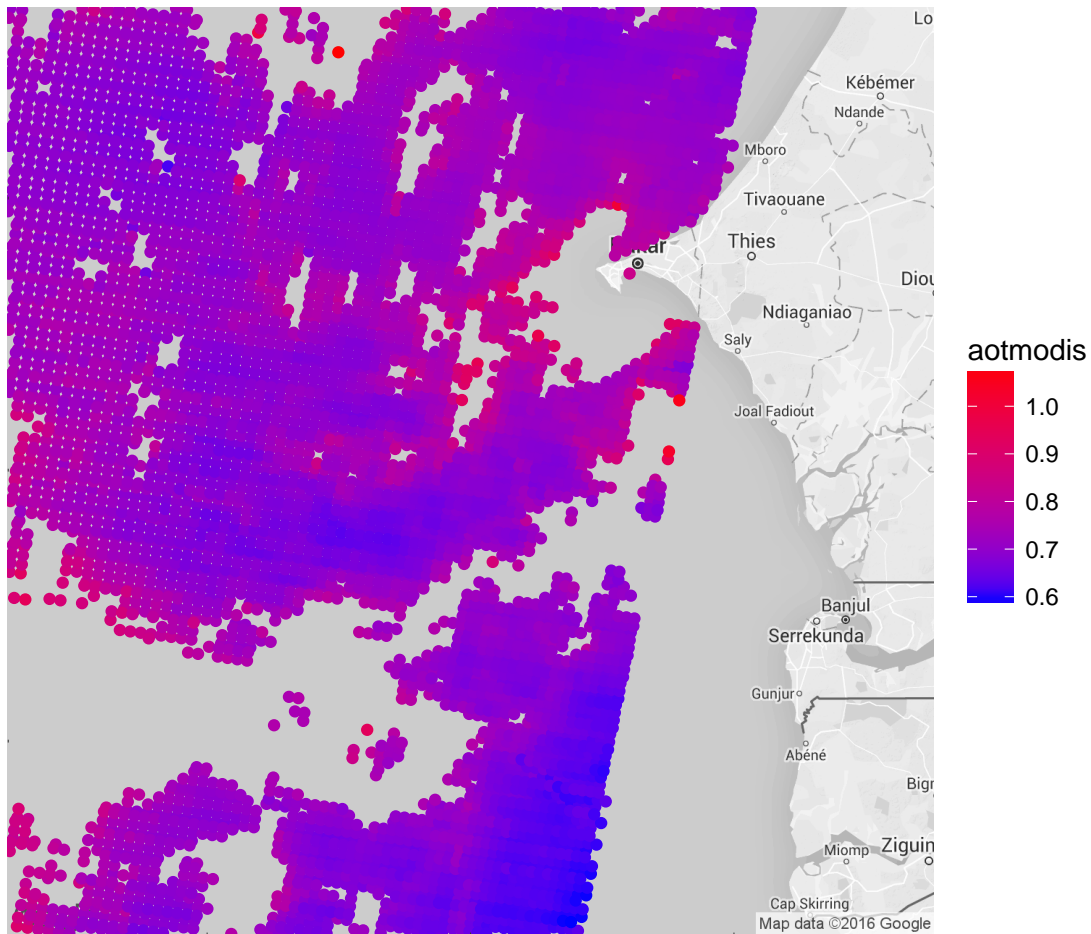 Lo
Kébémer
Ndande
Mboro
Tivaouane
Thies
Diou
Ndiaganiao
Saly
Joal Fadiout
Banjul
Serrekunda
Gunjur
Abéné
Big
Miomp
Ziguin
Cap Skirring
Map data ©2016 Google
aotmodis
1.0
0.9
0.8
0.7
0.6